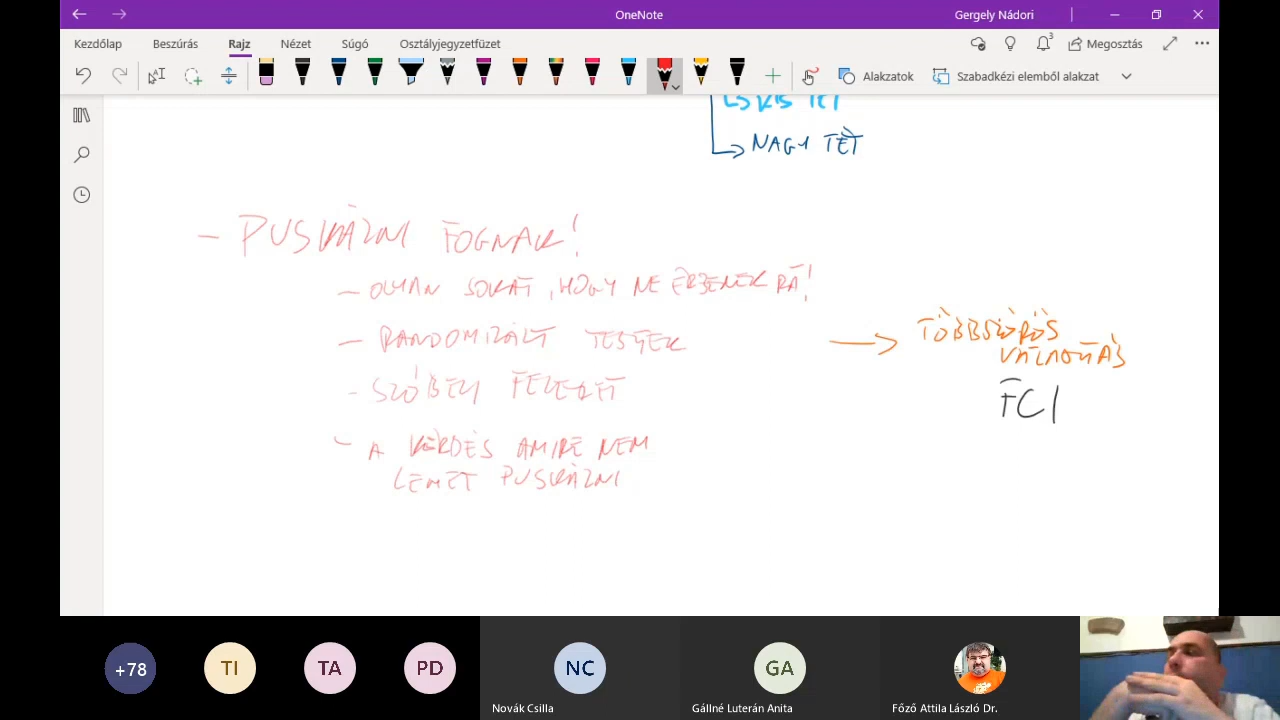 OneNote
Gergely Nádori
Kezdőlap Beszúrás Rajz Nézet Súgó Osztályjegyzetfüzet
3 Megosztás
Alakzatok Szabadkézi elemből alakzat
TÉT
NAGY TÉT
- PUSKÁZNI FOGNAK!
- OLYAN SOKAT, HOGY NE ÉRJENEK RÁ!
- RANDOMIZÁLT TESZTEK
- SZÓBELI FELELET
- A KÉRDÉS AMIRE NEM
LEHET PUSKÁZNI
TÖBBSZÖRÖS
VÁLASZTÁS
FCI
+78 TI TA PD NC GA
Novák Csilla Gállné Luterán Anita Főző Attila László Dr.